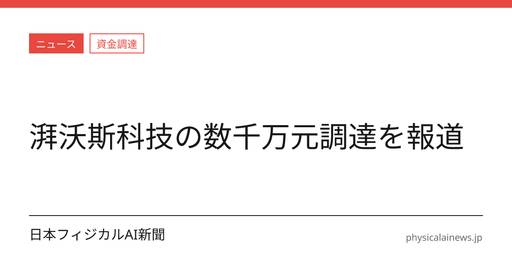 ニュース 資金調達
湃沃斯科技の数千万元調達を報道
日本フィジカルAI新聞
physicalainews.jp